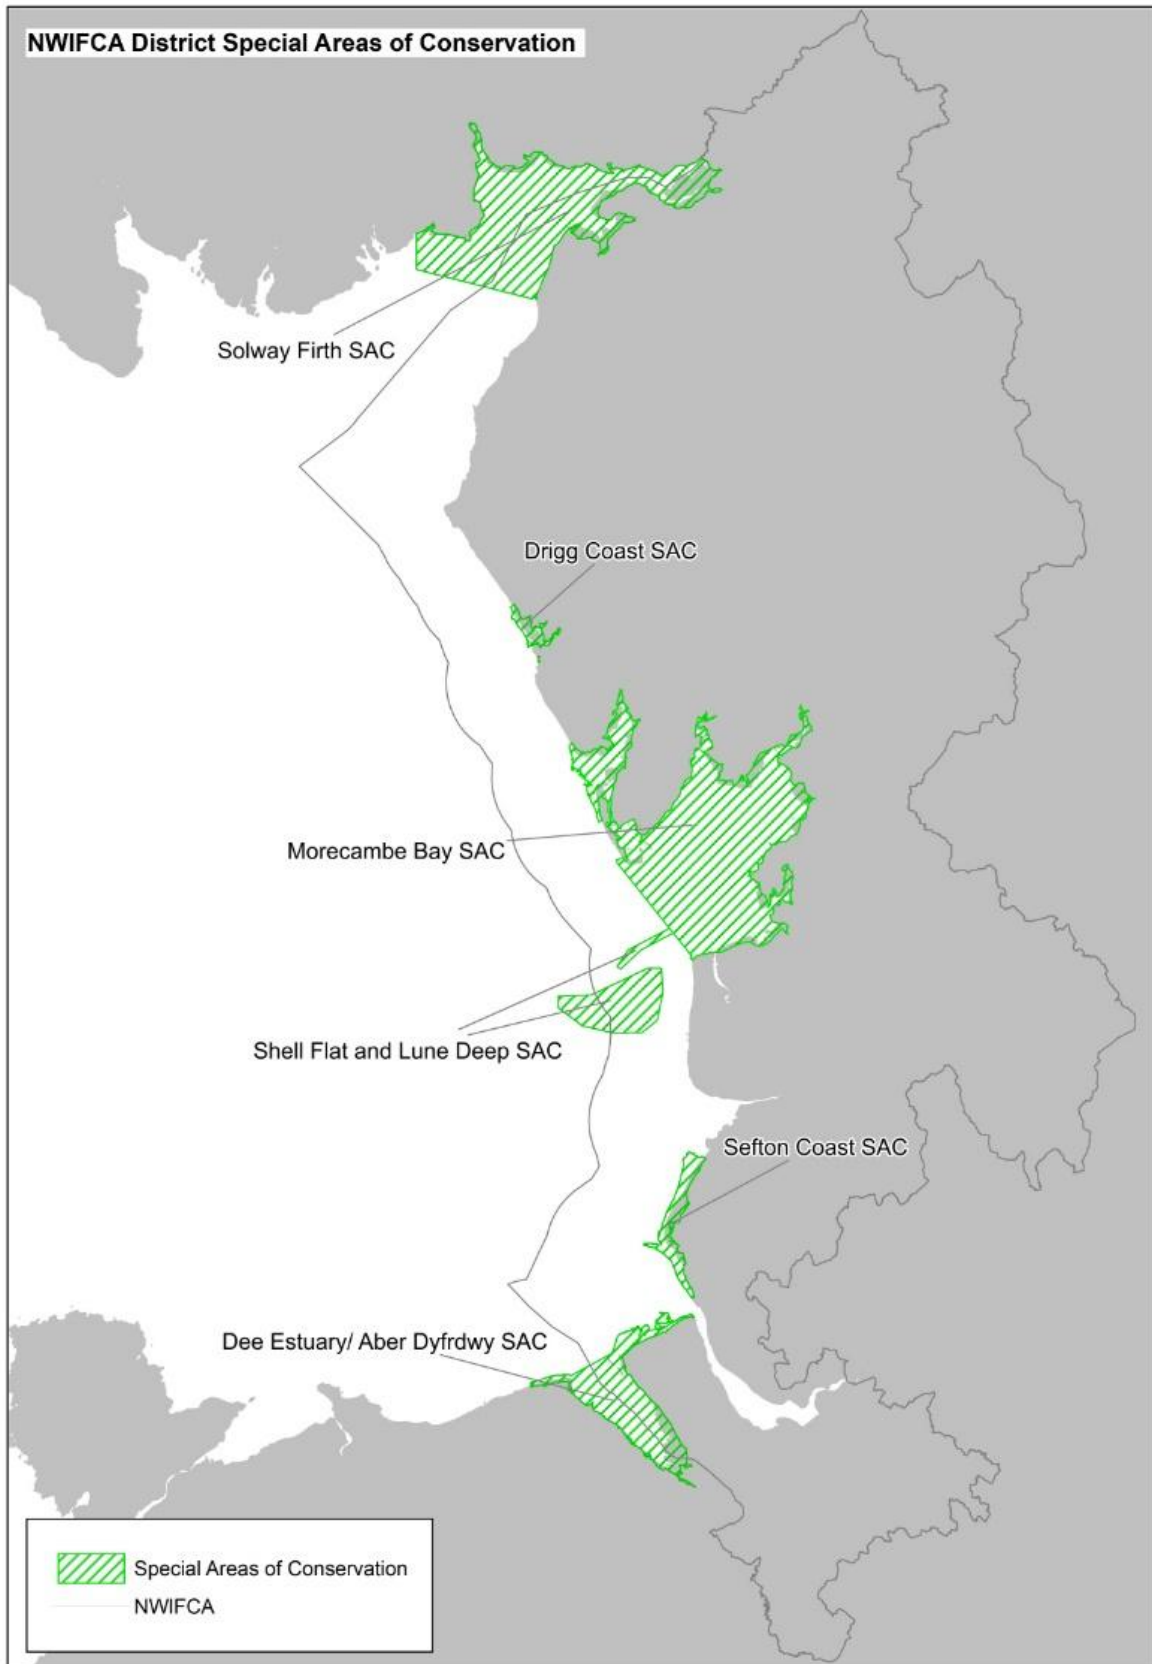 NWIFCA District Special Areas of Conservation
Solway Firth SAC
Drigg Coast SAC
Morecambe Bay SAC
Shell Flat and Lune Deep SAC
Sefton Coast SAC
Dee Estuary/ Aber Dyfrdwy SAC
Special Areas of Conservation
NWIFCA